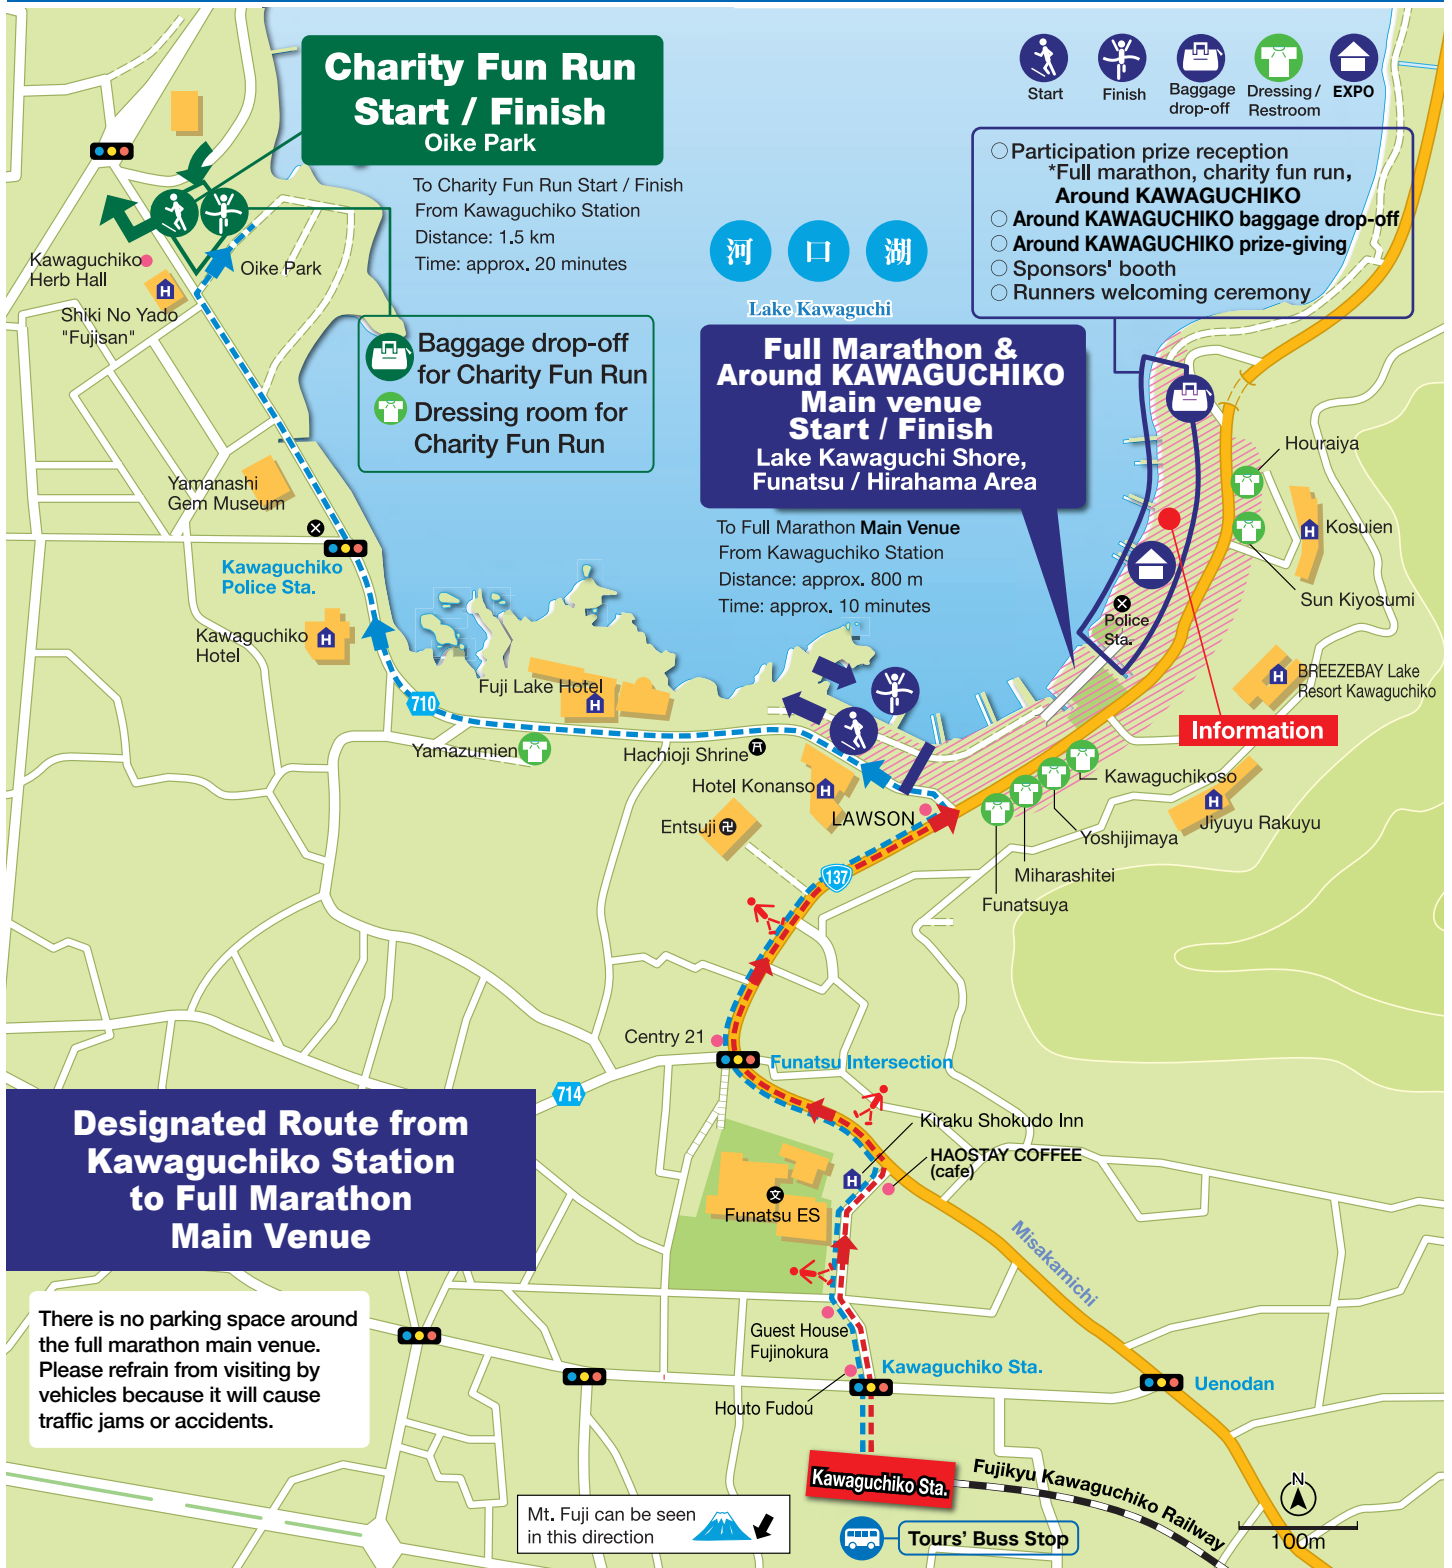 Charity Fun Run
Start / Finish
Oike Park
To Charity Fun Run Start / Finish
From Kawaguchiko Station
Distance: 1.5 km
Time: approx. 20 minutes
Start
Finish
Baggage
drop-off
Dressing /
Restroom
EXPO
○Participation prize reception
*Full marathon, charity fun run,
Around KAWAGUCHIKO
○ Around KAWAGUCHIKO baggage drop-off
○ Around KAWAGUCHIKO prize-giving
○ Sponsors' booth
○ Runners welcoming ceremony
河口湖
Lake Kawaguchi
Kawaguchiko
Herb Hall
Oike Park
H
Shiki No Yado
"Fujisan"
Baggage drop-off
for Charity Fun Run
Dressing room for
Charity Fun Run
Full Marathon &
Around KAWAGUCHIKO
Main venue
Start / Finish
Lake Kawaguchi Shore,
Funatsu / Hirahama Area
To Full Marathon Main Venue
From Kawaguchiko Station
Distance: approx. 800 m
Time: approx. 10 minutes
Houraiya
H
Kosuien
Sun Kiyosumi
Police
Sta.
H
BREEZEBAY Lake
Resort Kawaguchiko
Information
Yamanashi
Gem Museum
Kawaguchiko
Police Sta.
Kawaguchiko
Hotel
H
710
Fuji Lake Hotel
H
Yamazumien
Hachioji Shrine
Hotel Konanso
H
Entsuji
卍
LAWSON
Kawaguchikoso
H
Jiyuyu Rakuyu
Yoshijimaya
Miharashitei
Funatsuya
137
Centry 21
Funatsu Intersection
714
Designated Route from
Kawaguchiko Station
to Full Marathon
Main Venue
Kiraku Shokudo Inn
HAOSTAY COFFEE
(cafe)
H
文
Funatsu ES
Misakamichi
There is no parking space around
the full marathon main venue.
Please refrain from visiting by
vehicles because it will cause
traffic jams or accidents.
Guest House
Fujinokura
Kawaguchiko Sta.
Uenodan
Houto Fudou
Kawaguchiko Sta.
Fujikyu Kawaguchiko Railway
Mt. Fuji can be seen
in this direction
Tours' Buss Stop
N
100m